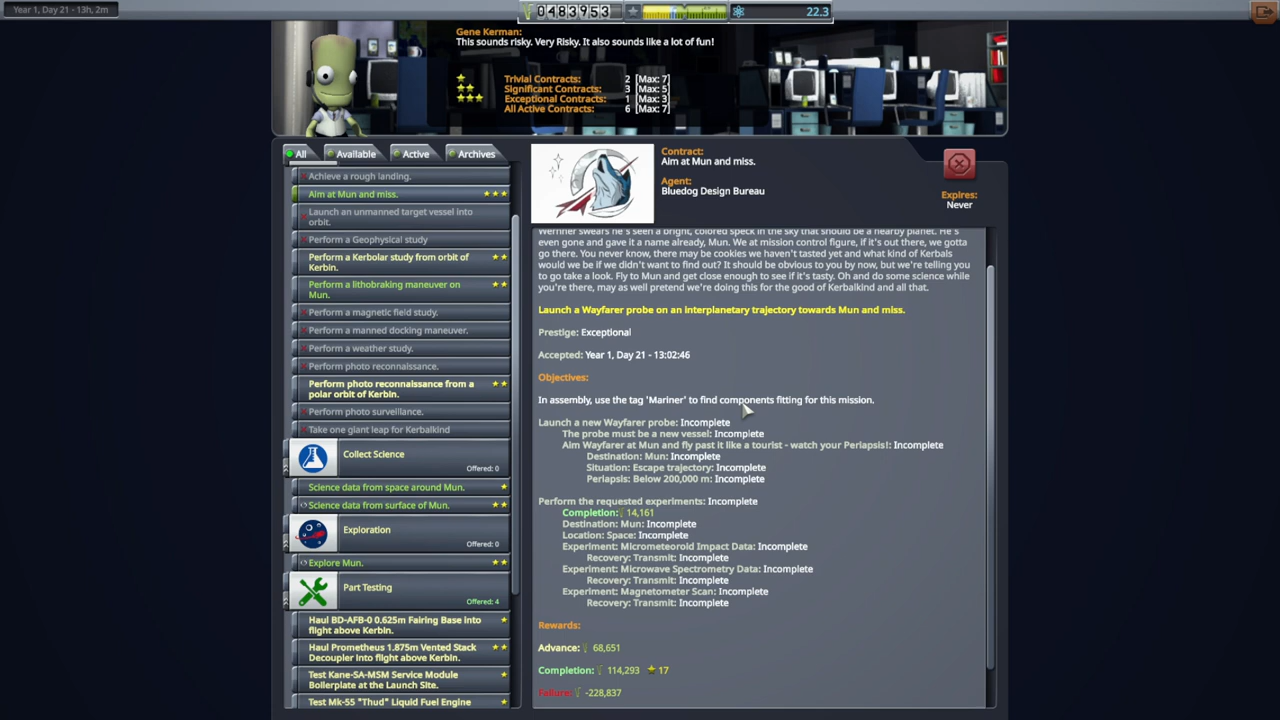 Year 1, Day 21 - 13h, 2m
0483953
22.3
Gene Kerman:
This sounds risky. Very Risky. It also sounds like a lot of fun!
Trivial Contracts: 2 [Max: 7]
Significant Contracts: 3 [Max: 5]
Exceptional Contracts: 1 [Max: 3]
All Active Contracts: 6 [Max: 7]
All
Available
Active
Archives
Achieve a rough landing.
Aim at Mun and miss.
Launch an unmanned target vessel into
orbit.
Perform a Geophysical study
Perform a Kerbolar study from orbit of
Kerbin.
Perform a lithobraking maneuver on
Mun.
Perform a magnetic field study.
Perform a manned docking maneuver.
Perform a weather study.
Perform photo reconnaissance.
Perform photo reconnaissance from a
polar orbit of Kerbin.
Perform photo surveillance.
Take one giant leap for Kerbalkind
Collect Science
Offered: 0
Science data from space around Mun.
Science data from surface of Mun.
Exploration
Offered: 0
Explore Mun.
Part Testing
Offered: 4
Haul BD-AFB-0 0.625m Fairing Base into
flight above Kerbin.
Haul Prometheus 1.875m Vented Stack
Decoupler into flight above Kerbin.
Test Kane-SA-MSM Service Module
Boilerplate at the Launch Site.
Test Mk-55 "Thud" Liquid Fuel Engine
Contract:
Aim at Mun and miss.
Agent:
Bluedog Design Bureau
Expires:
Never
Wernher swears he's seen a bright, colored speck in the sky that should be a nearby planet. He's
even gone and gave it a name already, Mun. We at mission control figure, if it's out there, we gotta
go there. You never know, there may be cookies we haven't tasted yet and what kind of Kerbals
would we be if we didn't want to find out? It should be obvious to you by now, but we're telling you
to go take a look. Fly to Mun and get close enough to see if it's tasty. Oh and do some science while
you're there, may as well pretend we're doing this for the good of Kerbalkind and all that.
Launch a Wayfarer probe on an interplanetary trajectory towards Mun and miss.
Prestige: Exceptional
Accepted: Year 1, Day 21 - 13:02:46
Objectives:
In assembly, use the tag 'Mariner' to find components fitting for this mission.
Launch a new Wayfarer probe: Incomplete
The probe must be a new vessel: Incomplete
Aim Wayfarer at Mun and fly past it like a tourist - watch your Periapsis!: Incomplete
Destination: Mun: Incomplete
Situation: Escape trajectory: Incomplete
Periapsis: Below 200,000 m: Incomplete
Perform the requested experiments: Incomplete
Completion: 14,161
Destination: Mun: Incomplete
Location: Space: Incomplete
Experiment: Micrometeoroid Impact Data: Incomplete
Recovery: Transmit: Incomplete
Experiment: Microwave Spectrometry Data: Incomplete
Recovery: Transmit: Incomplete
Experiment: Magnetometer Scan: Incomplete
Recovery: Transmit: Incomplete
Rewards:
Advance: 68,651
Completion: 114,293 17
Failure: -228,837